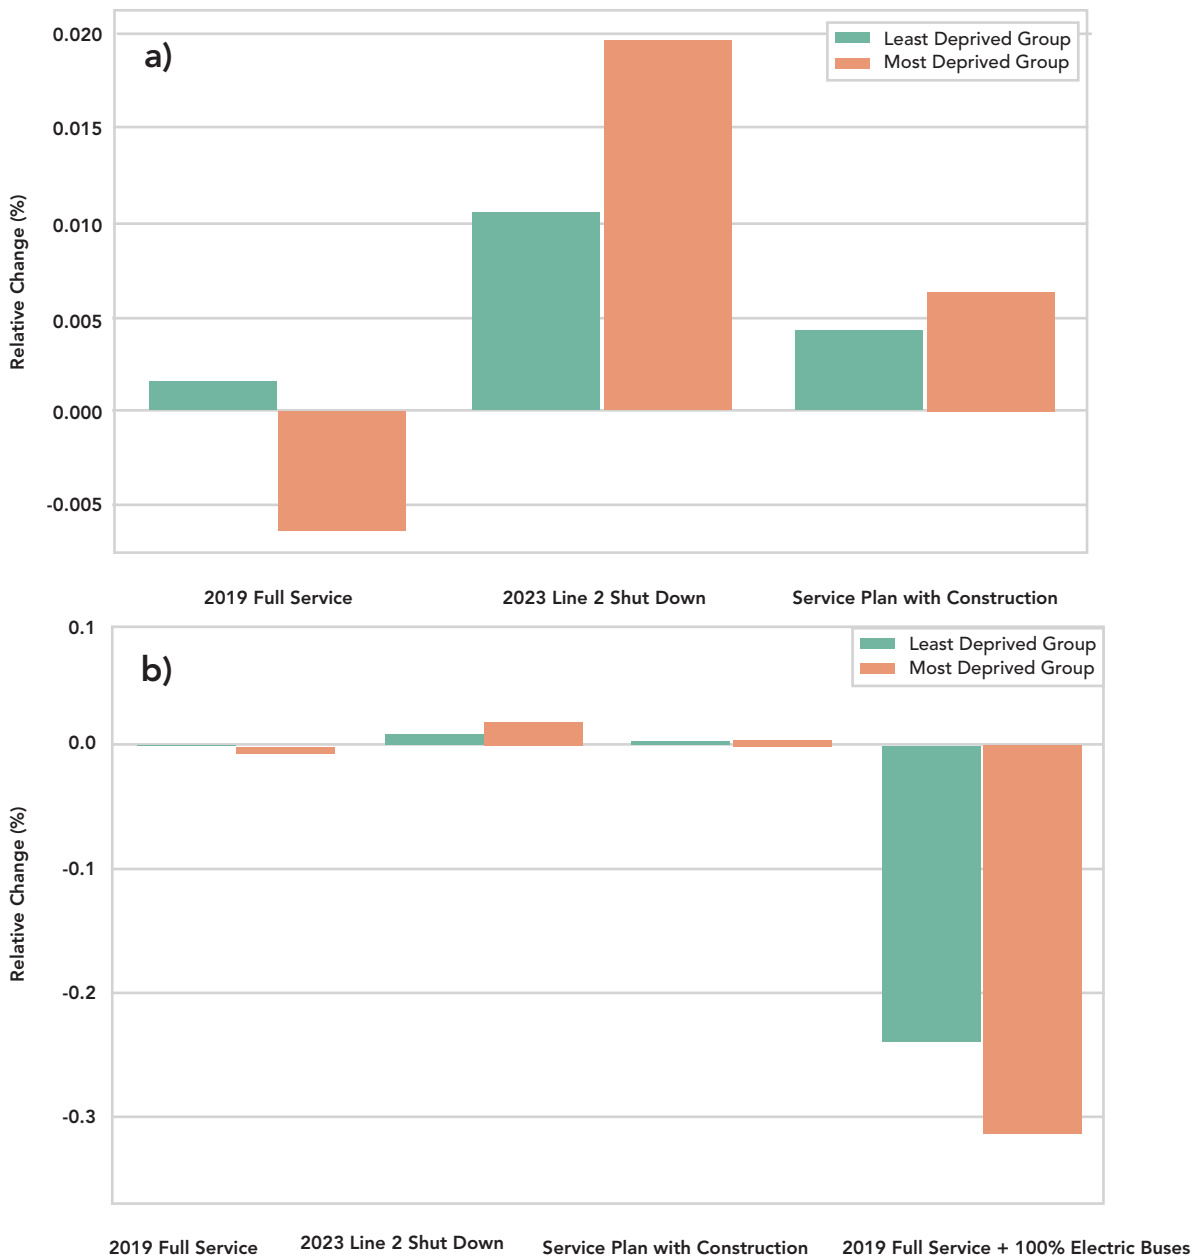 0.020
a)
Least Deprived Group
Most Deprived Group
0.015
0.010
0.005
0.000
-0.005
Relative Change (%)
2019 Full Service
2023 Line 2 Shut Down
Service Plan with Construction
0.1
b)
Least Deprived Group
Most Deprived Group
0.0
-0.1
-0.2
-0.3
Relative Change (%)
2019 Full Service
2023 Line 2 Shut Down
Service Plan with Construction
2019 Full Service + 100% Electric Buses